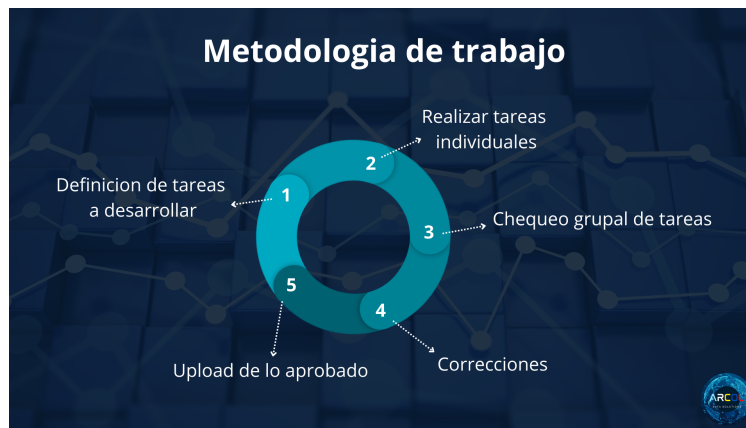 Metodologia de trabajo
1
Definicion de tareas
a desarrollar
2
Realizar tareas
individuales
3
Chequeo grupal de tareas
4
Correcciones
5
Upload de lo aprobado